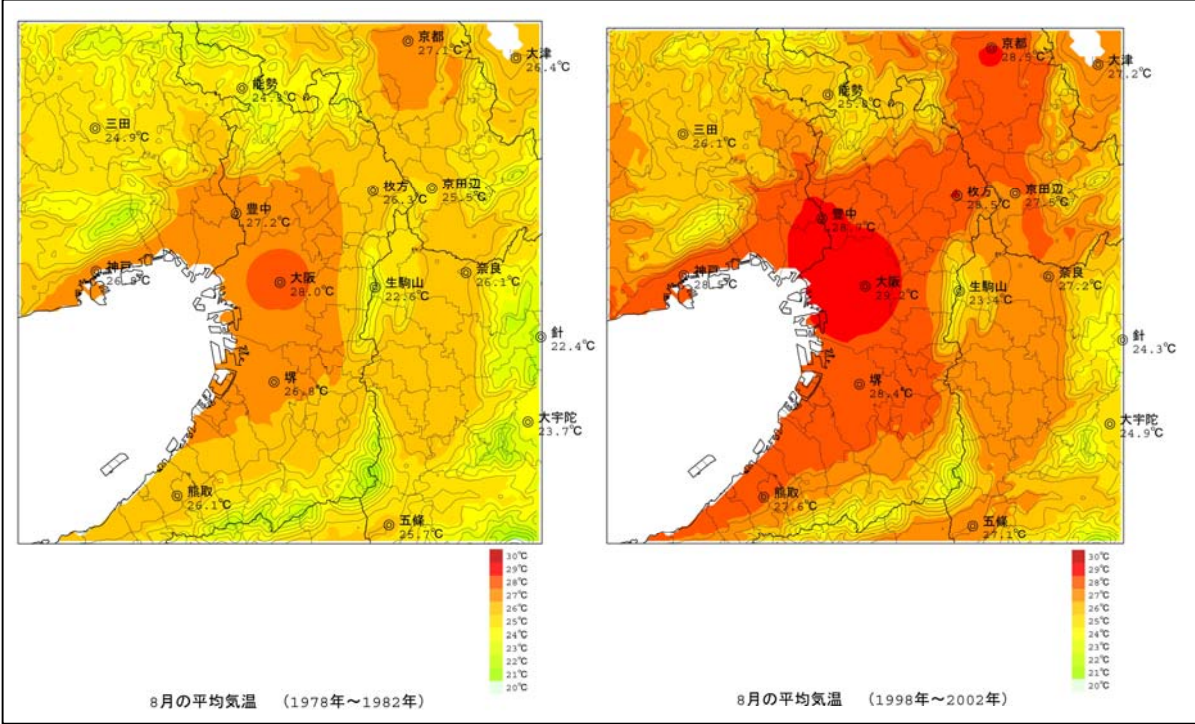 京都
27.1℃
大津
26.4℃
能勢
24.3℃
三田
24.9℃
枚方
26.3℃
京田辺
25.5℃
豊中
27.2℃
神戸
26.8℃
大阪
28.0℃
生駒山
22.6℃
奈良
26.1℃
針
22.4℃
堺
26.8℃
大宇陀
23.7℃
熊取
26.1℃
五條
25.7℃
30℃
29℃
28℃
27℃
26℃
25℃
24℃
23℃
22℃
21℃
20℃
8月の平均気温 (1978年～1982年)
京都
28.5℃
大津
27.2℃
能勢
25.8℃
三田
26.1℃
枚方
28.5℃
京田辺
27.5℃
豊中
神戸
28.5℃
大阪
29.2℃
生駒山
23.4℃
奈良
27.2℃
針
24.3℃
堺
28.4℃
大宇陀
24.9℃
熊取
27.6℃
五條
27.1℃
30℃
29℃
28℃
27℃
26℃
25℃
24℃
23℃
22℃
21℃
20℃
8月の平均気温 (1998年～2002年)